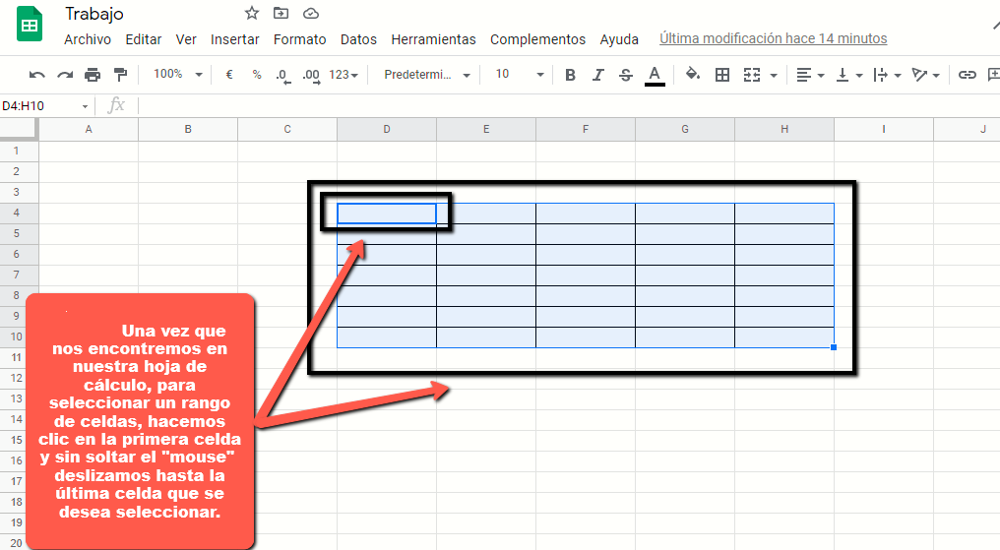 Trabajo
Archivo Editar Ver Insertar Formato Datos Herramientas Complementos Ayuda Última modificación hace 14 minutos
100% € % .0 .00 123 Predetermi... 10 B I S A
D4:H10 fx
A B C D E F G H I J
1
2
3
4
5
6
7
8
9
10
11
12
13
14
15
16
17
18
19
20
Una vez que
nos encontremos en
nuestra hoja de
cálculo, para
seleccionar un rango
de celdas, hacemos
clic en la primera celda
y sin soltar el "mouse"
deslizamos hasta la
última celda que se
desea seleccionar.